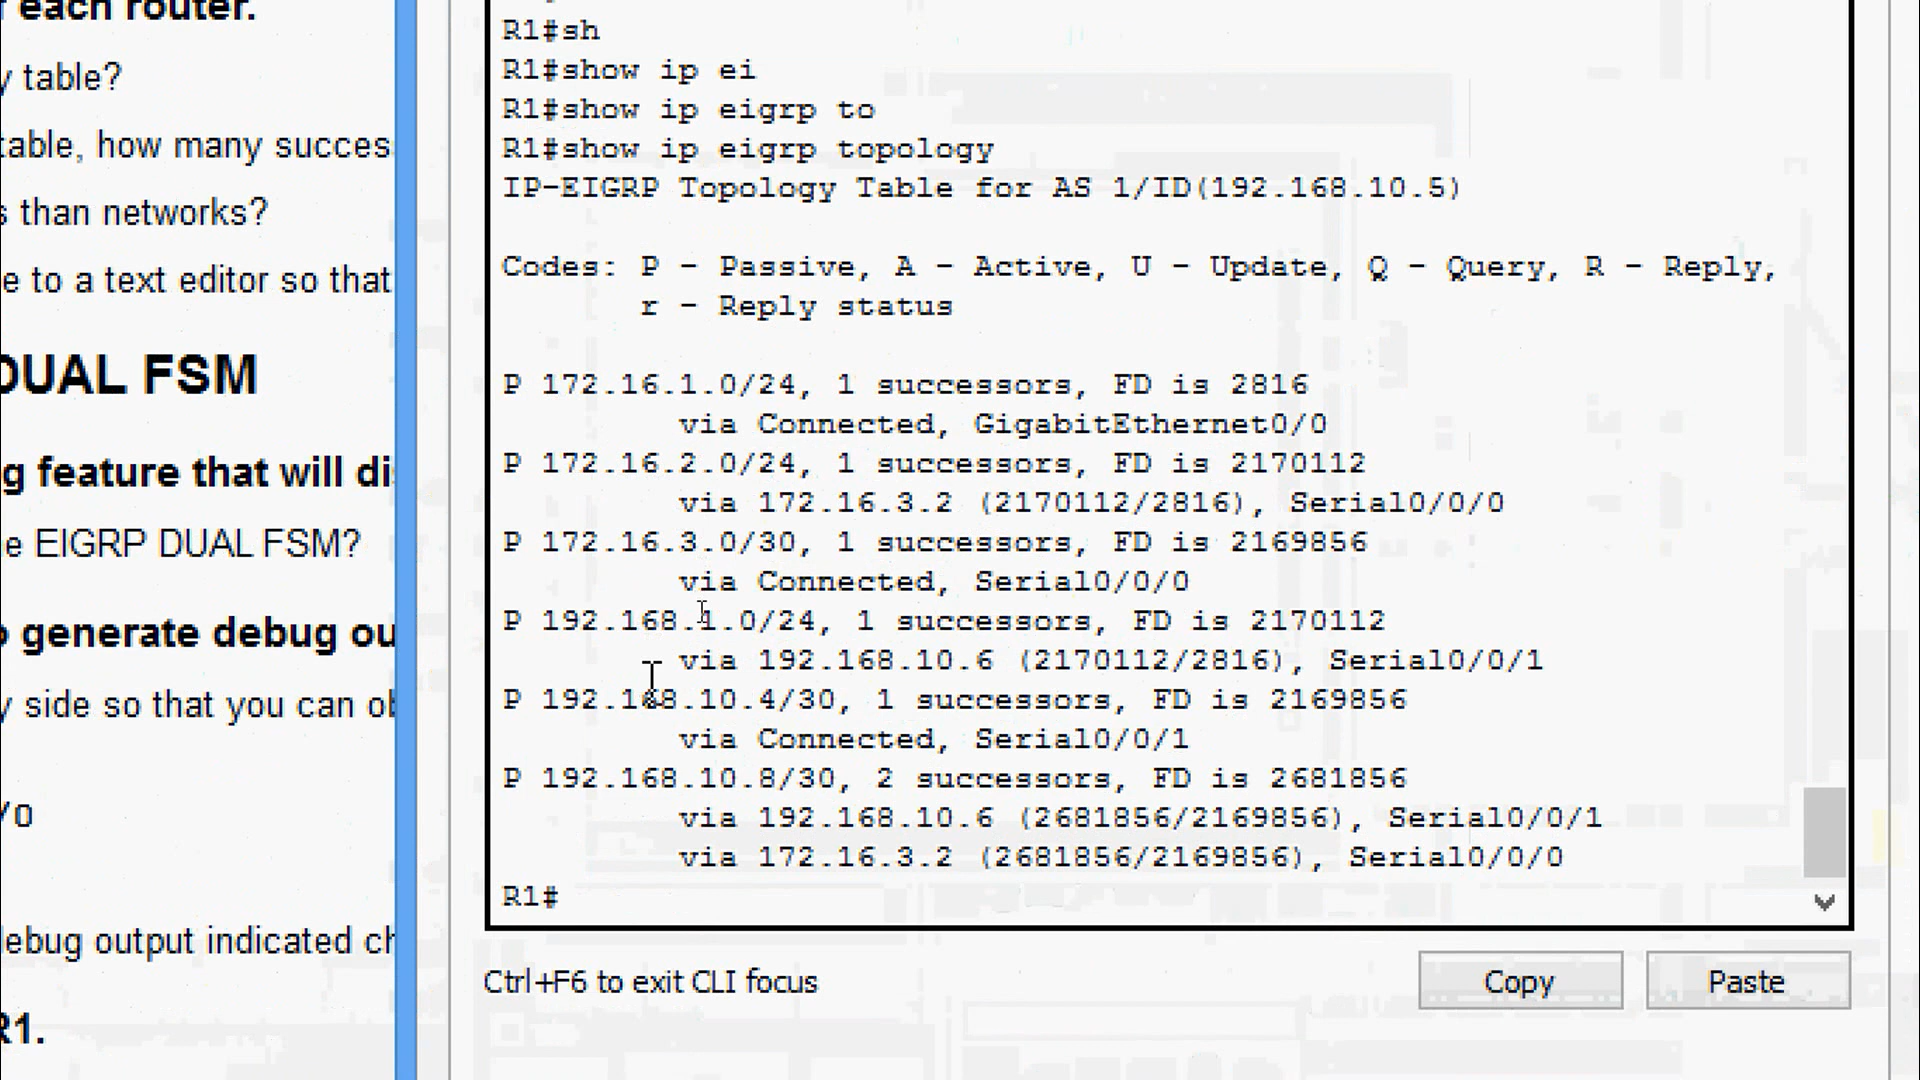 each router.
y table?
table, how many succes
s than networks?
e to a text editor so that
DUAL FSM
g feature that will di
e EIGRP DUAL FSM?
generate debug ou
y side so that you can ob
/0
debug output indicated ch
R1.
R1#sh
R1#show ip ei
R1#show ip eigrp to
R1#show ip eigrp topology
IP-EIGRP Topology Table for AS 1/ID(192.168.10.5)
Codes: P - Passive, A - Active, U - Update, Q - Query, R - Reply,
r - Reply status
P 172.16.1.0/24, 1 successors, FD is 2816
via Connected, GigabitEthernet0/0
P 172.16.2.0/24, 1 successors, FD is 2170112
via 172.16.3.2 (2170112/2816), Serial0/0/0
P 172.16.3.0/30, 1 successors, FD is 2169856
via Connected, Serial0/0/0
P 192.168.1.0/24, 1 successors, FD is 2170112
via 192.168.10.6 (2170112/2816), Serial0/0/1
P 192.168.10.4/30, 1 successors, FD is 2169856
via Connected, Serial0/0/1
P 192.168.10.8/30, 2 successors, FD is 2681856
via 192.168.10.6 (2681856/2169856), Serial0/0/1
via 172.16.3.2 (2681856/2169856), Serial0/0/0
R1#
Ctrl+F6 to exit CLI focus
Copy
Paste